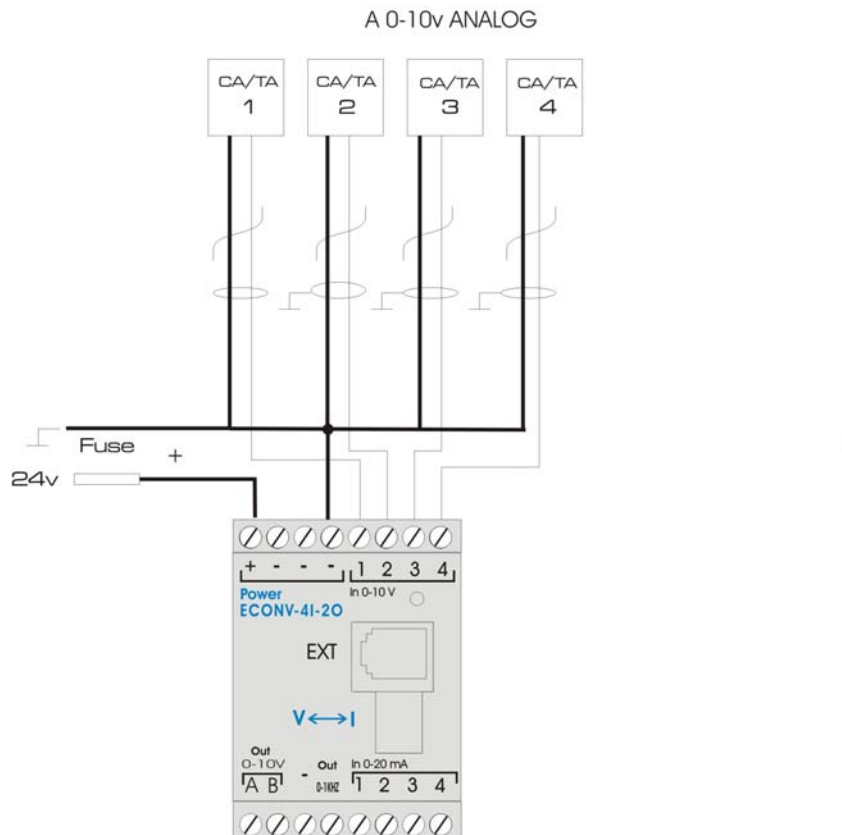 A 0-10v ANALOG
CA/TA
1
CA/TA
2
CA/TA
3
CA/TA
4
Fuse
+
24v
+ - - - 1 2 3 4
Power
In 0-10 V
ECONV-4I-2O
EXT
V⟷I
Out
0-10V
A B
-
Out
0-1KHZ
In 0-20 mA
1 2 3 4